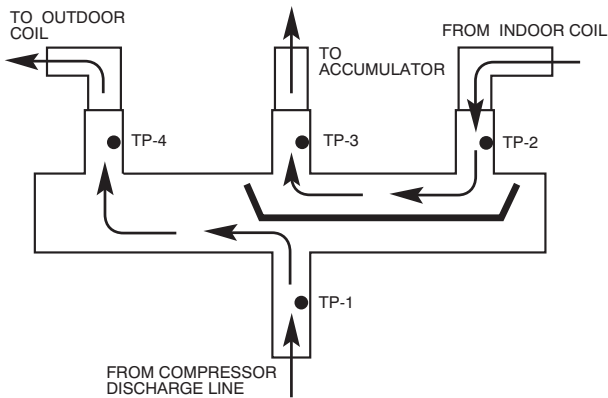 TO OUTDOOR
COIL
TO
ACCUMULATOR
FROM INDOOR COIL
TP-4
TP-3
TP-2
TP-1
FROM COMPRESSOR
DISCHARGE LINE